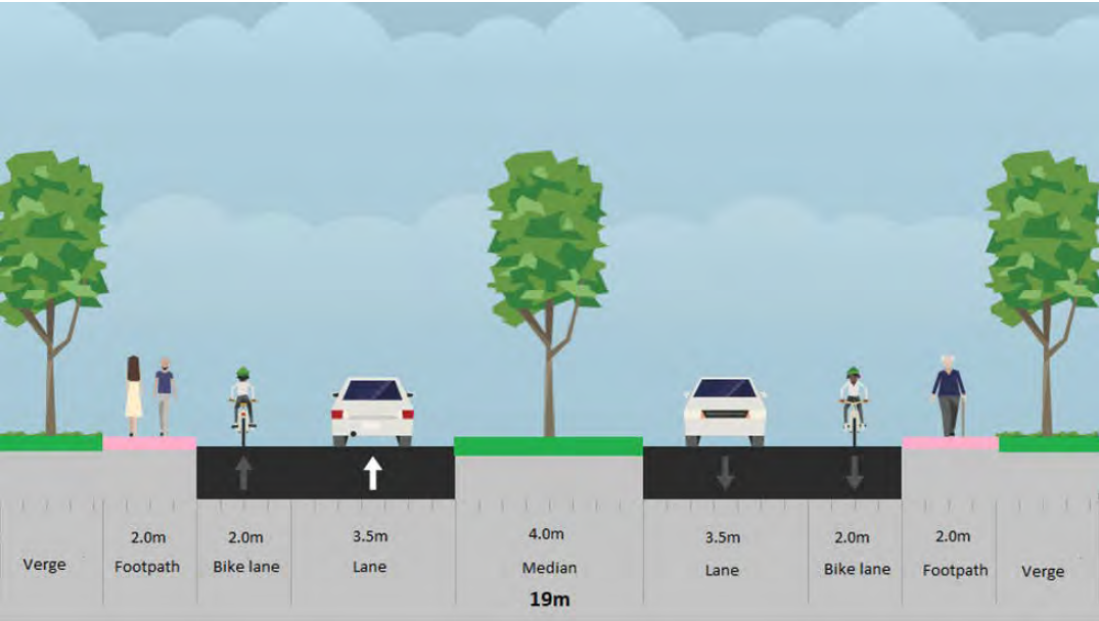 2.0m 2.0m 3.5m 4.0m 3.5m 2.0m 2.0m
Verge Footpath Bike lane Lane Median Lane Bike lane Footpath Verge
19m